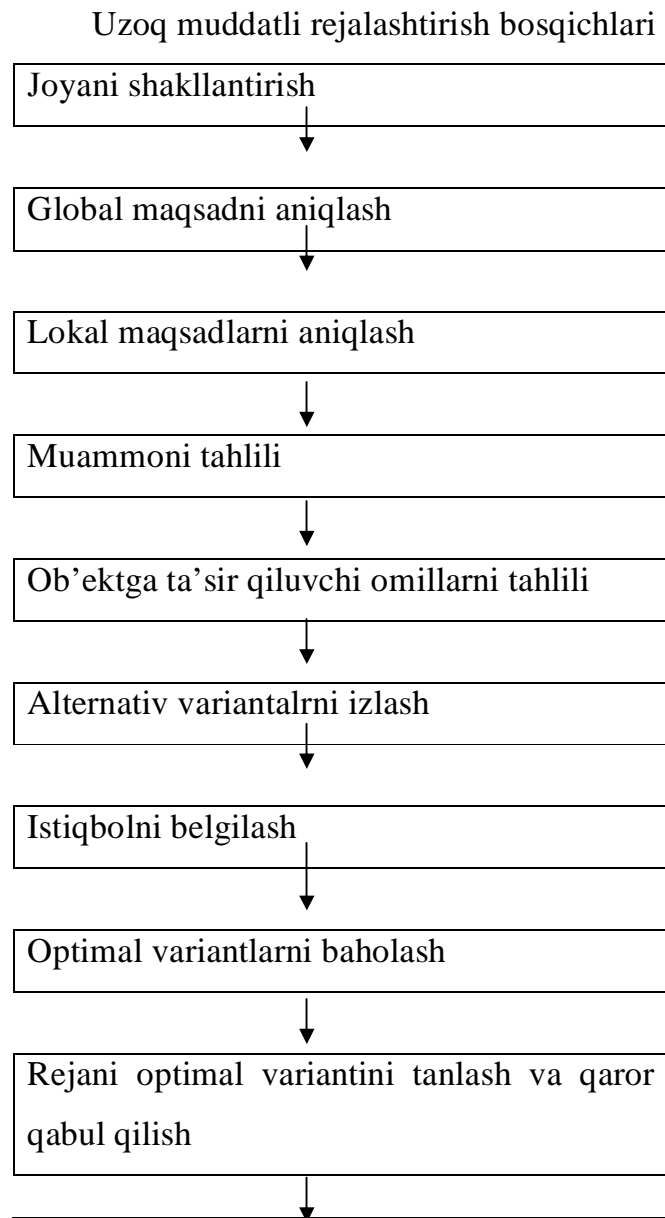 Uzoq muddatli rejalashtirish bosqichlari
Joyani shakllantirish
Global maqsadni aniqlash
Lokal maqsadlarni aniqlash
Muammoni tahlili
Ob’ektga ta’sir qiluvchi omillarni tahlili
Alternativ variantalrni izlash
Istiqbolni belgilash
Optimal variantlarni baholash
Rejani optimal variantini tanlash va qaror
qabul qilish